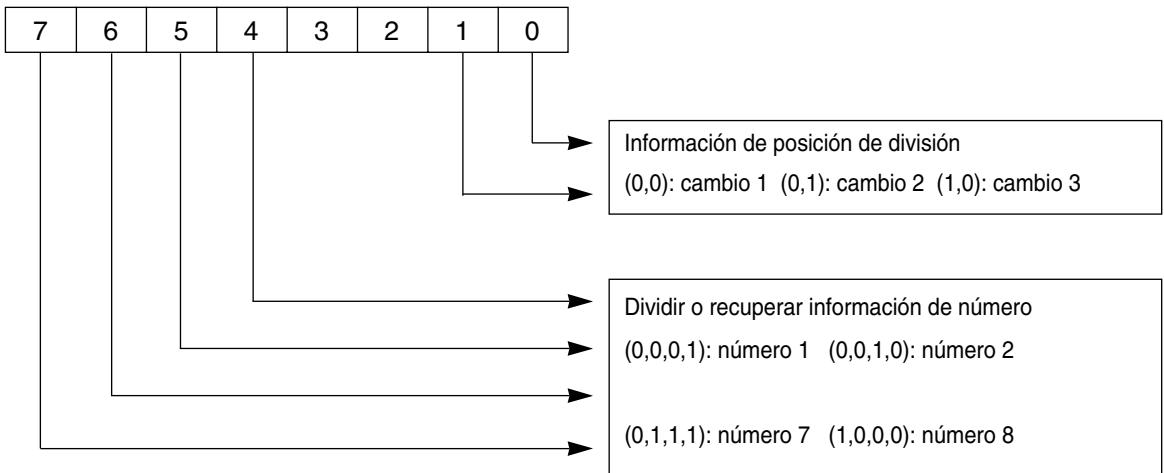 7 6 5 4 3 2 1 0
Información de posición de división
(0,0): cambio 1 (0,1): cambio 2 (1,0): cambio 3
Dividir o recuperar información de número
(0,0,0,1): número 1 (0,0,1,0): número 2
(0,1,1,1): número 7 (1,0,0,0): número 8